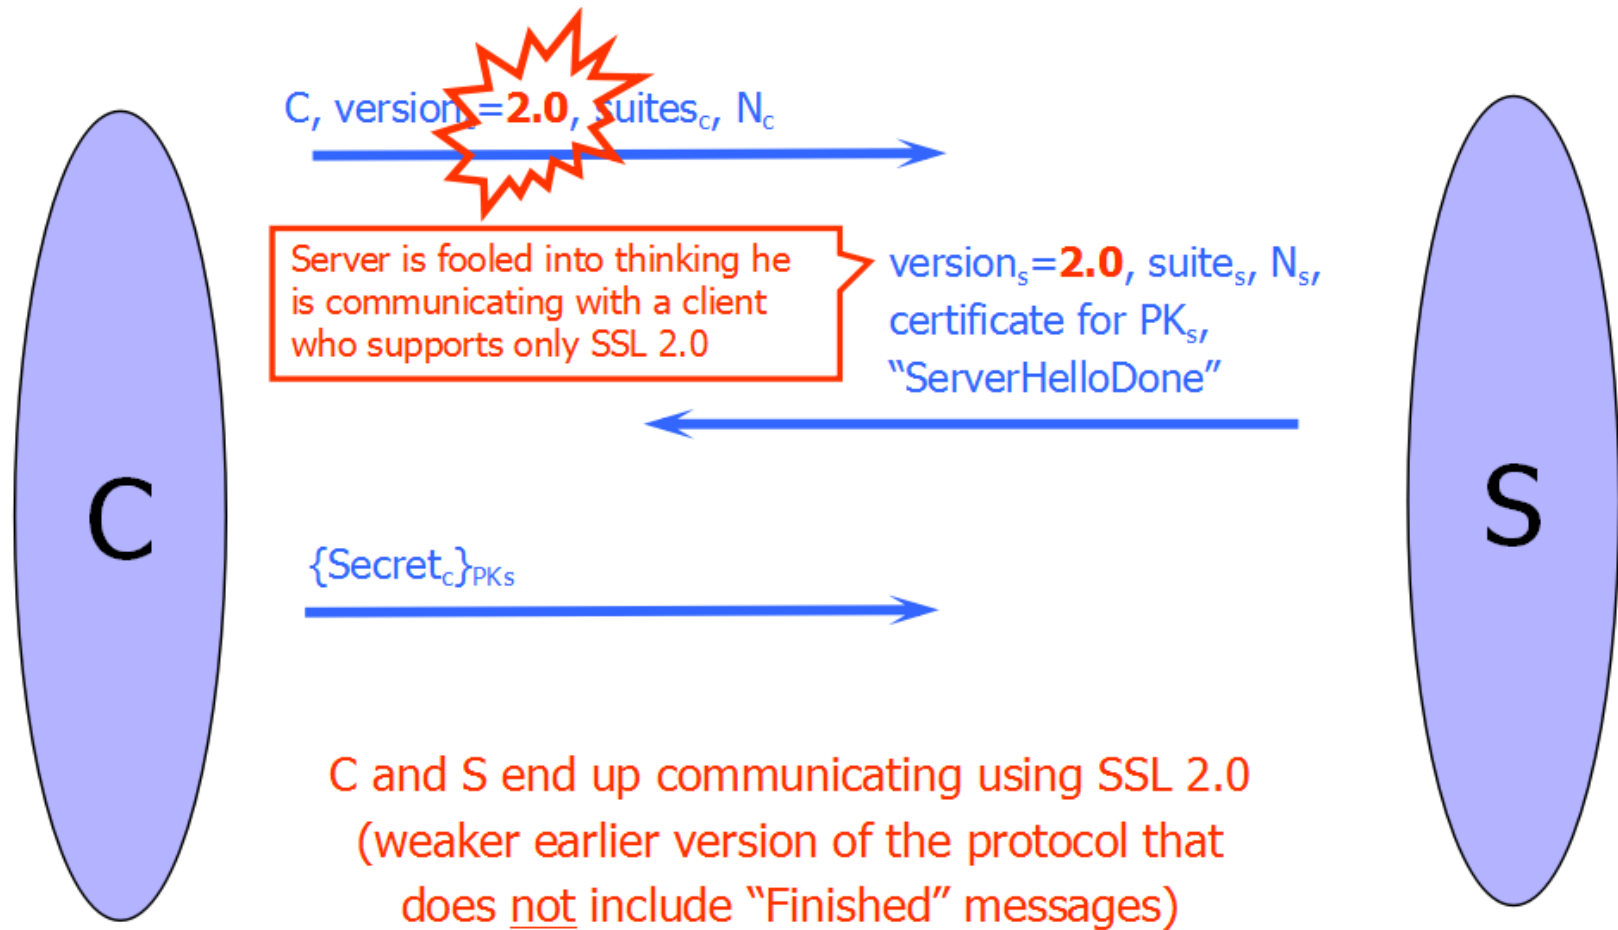 C, version꜀=2.0, suites꜀, N꜀
Server is fooled into thinking he
is communicating with a client
who supports only SSL 2.0
versionₛ=2.0, suiteₛ, Nₛ,
certificate for PKₛ,
“ServerHelloDone”
C
S
{Secret꜀}PKs
C and S end up communicating using SSL 2.0
(weaker earlier version of the protocol that
does not include “Finished” messages)